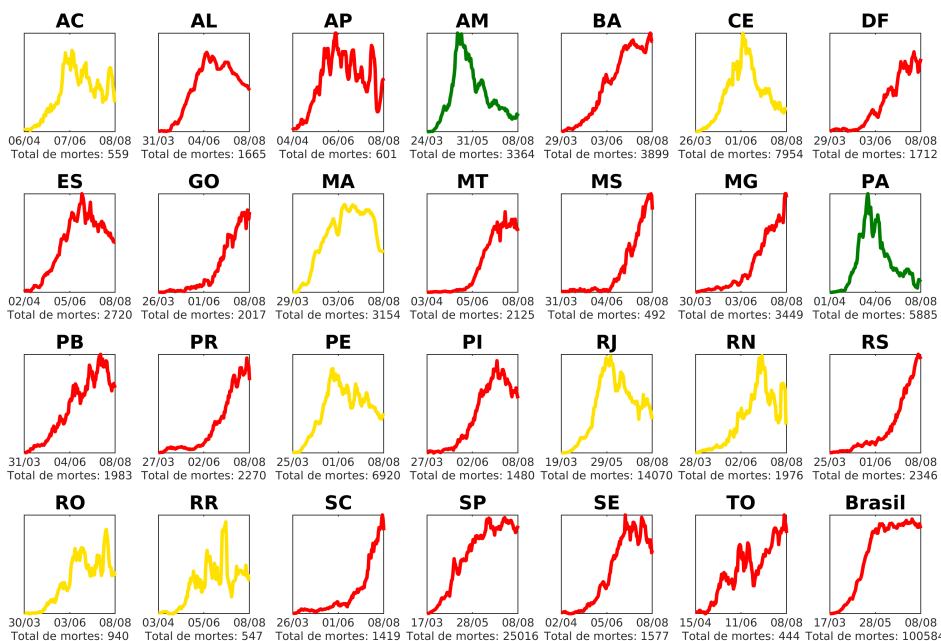 AC AL AP AM BA CE DF
06/04 07/06 08/08 31/03 04/06 08/08 04/04 06/06 08/08 24/03 31/05 08/08 29/03 03/06 08/08 26/03 01/06 08/08 29/03 03/06 08/08
Total de mortes: 559 Total de mortes: 1665 Total de mortes: 601 Total de mortes: 3364 Total de mortes: 3899 Total de mortes: 7954 Total de mortes: 1712
ES GO MA MT MS MG PA
02/04 05/06 08/08 26/03 01/06 08/08 29/03 03/06 08/08 03/04 05/06 08/08 31/03 04/06 08/08 30/03 03/06 08/08 01/04 04/06 08/08
Total de mortes: 2720 Total de mortes: 2017 Total de mortes: 3154 Total de mortes: 2125 Total de mortes: 492 Total de mortes: 3449 Total de mortes: 5885
PB PR PE PI RJ RN RS
31/03 04/06 08/08 27/03 02/06 08/08 25/03 01/06 08/08 27/03 02/06 08/08 19/03 29/05 08/08 28/03 02/06 08/08 25/03 01/06 08/08
Total de mortes: 1983 Total de mortes: 2270 Total de mortes: 6920 Total de mortes: 1480 Total de mortes: 14070 Total de mortes: 1976 Total de mortes: 2346
RO RR SC SP SE TO Brasil
30/03 03/06 08/08 03/04 05/06 08/08 26/03 01/06 08/08 17/03 28/05 08/08 02/04 05/06 08/08 15/04 11/06 08/08 17/03 28/05 08/08
Total de mortes: 940 Total de mortes: 547 Total de mortes: 1419 Total de mortes: 25016 Total de mortes: 1577 Total de mortes: 444 Total de mortes: